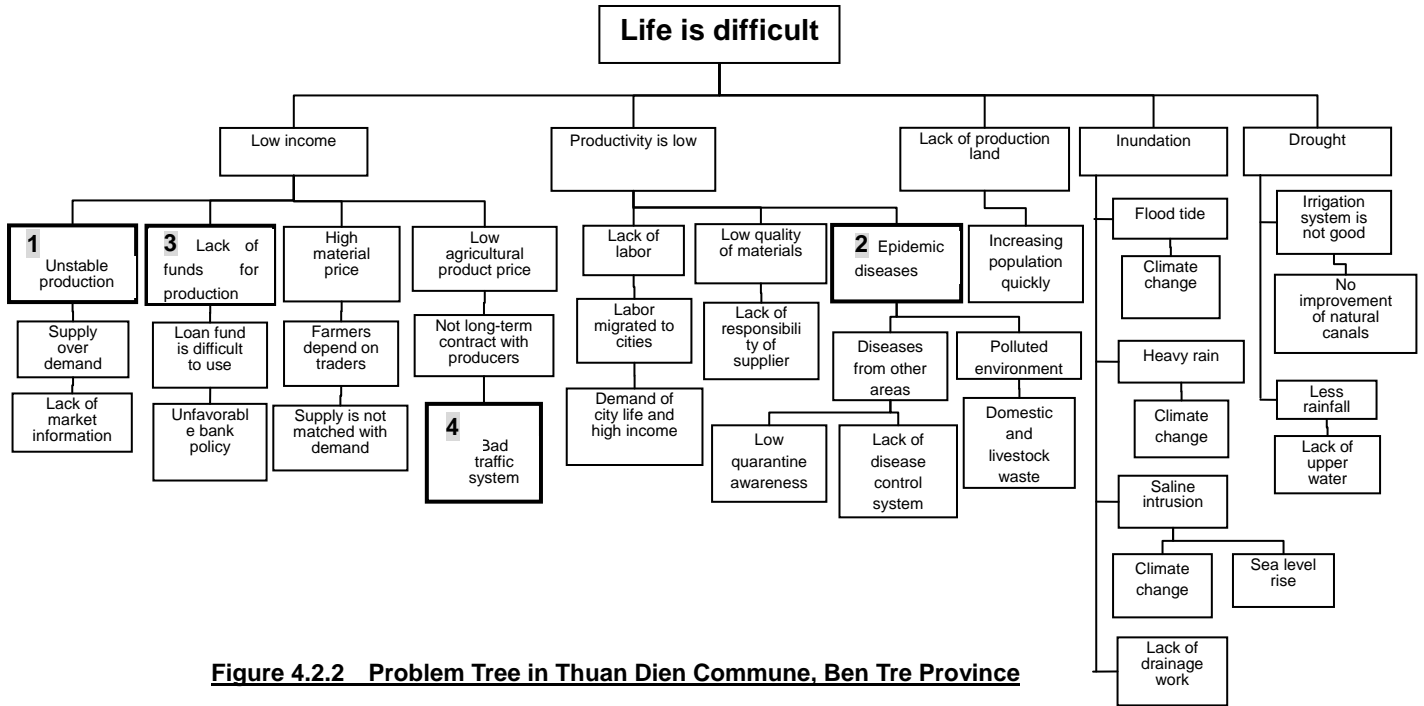 Life is difficult
Low income
Productivity is low
Lack of production
land
Inundation
Drought
1
Unstable
production
3 Lack of
funds for
production
High
material
price
Low
agricultural
product price
Lack of
labor
Low quality
of materials
2 Epidemic
diseases
Increasing
population
quickly
Flood tide
Climate
change
Irrigation
system is
not good
No
improvement
of natural
canals
Supply
over
demand
Loan fund
is difficult
to use
Farmers
depend on
traders
Not long-term
contract with
producers
Labor
migrated to
cities
Lack of
responsibili
ty of
supplier
Diseases
from other
areas
Polluted
environment
Heavy rain
Climate
change
Less
rainfall
Lack of
upper
water
Lack of
market
information
Unfavorabl
e bank
policy
Supply is not
matched with
demand
4
Bad
traffic
system
Demand of
city life and
high income
Low
quarantine
awareness
Lack of
disease
control
system
Domestic
and
livestock
waste
Saline
intrusion
Climate
change
Sea level
rise
Lack of
drainage
work
Figure 4.2.2 Problem Tree in Thuan Dien Commune, Ben Tre Province